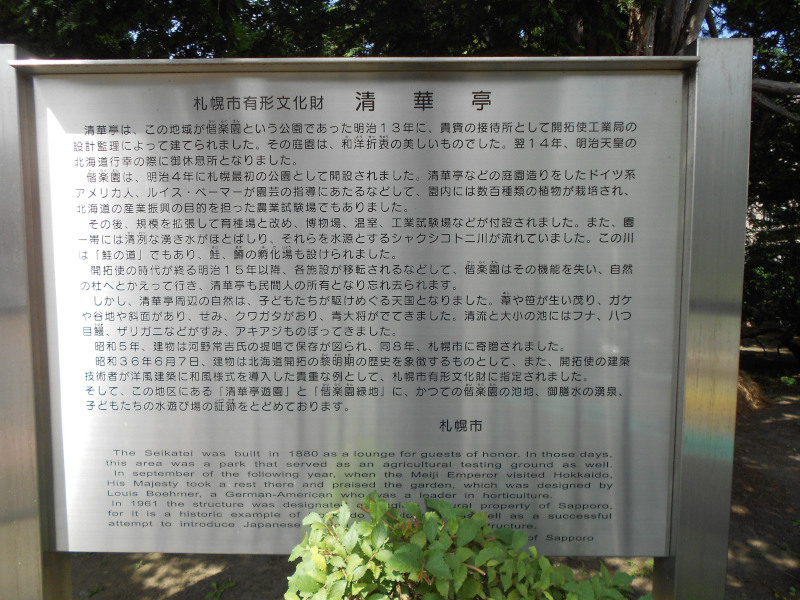 札幌市有形文化財　清華亭
清華亭は、この地域が偕楽園という公園であった明治13年に、貴賓の接待所として開拓使工業局の
設計監理によって建てられました。その庭園は、和洋折衷の美しいものでした。翌14年、明治天皇の
北海道行幸の際に御休息所となりました。
偕楽園は、明治4年に札幌最初の公園として開設されました。清華亭などの庭園造りをしたドイツ系
アメリカ人、ルイス・ベーマーが園芸の指導にあたるなどして、園内には数百種類の植物が栽培され、
北海道の産業振興の目的を担った農業試験場でもありました。
その後、規模を拡張して育種場と改め、博物場、温室、工業試験場などが付設されました。また、園
一帯には清冽な湧き水がほとばしり、それらを水源とするシャクシコトニ川が流れていました。この川
は「鮭の道」でもあり、鮭、鱒の孵化場も設けられました。
開拓使の時代が終る明治15年以降、各施設が移転されるなどして、偕楽園はその機能を失い、自然
の杜へとかえって行き、清華亭も民間人の所有となり忘れ去られました。
しかし、清華亭周辺の自然は、子どもたちが駆けめぐる天国となりました。葦や笹が生い茂り、ガケ
や谷地や斜面があり、せみ、クワガタがおり、青大将がでてきました。清流と大小の池にはフナ、八つ
目鰻、ザリガニなどがすみ、アキアジものぼってきました。
昭和5年、建物は河野常吉氏の提唱で保存が図られ、同8年、札幌市に寄贈されました。
昭和36年6月7日、建物は北海道開拓の黎明期の歴史を象徴するものとして、また、開拓使の建築
技術者が洋風建築に和風様式を導入した貴重な例として、札幌市有形文化財に指定されました。
そして、この地区にある「清華亭遊園」と「偕楽園緑地」に、かつての偕楽園の池地、御膳水の湧泉、
子どもたちの水遊び場の証跡をとどめております。
札幌市
The Seikatei was built in 1880 as a lounge for guests of honor. In those days,
this area was a park that served as an agricultural testing ground as well.
In september of the following year, when the Meiji Emperor visited Hokkaido,
His Majesty took a rest there and praised the garden, which was designed by
Louis Boehmer, a German-American who was a leader in horticulture.
In 1961 the structure was designated property of Sapporo,
for it is a historic example of as well as a successful
attempt to introduce Japanese structure.
of Sapporo